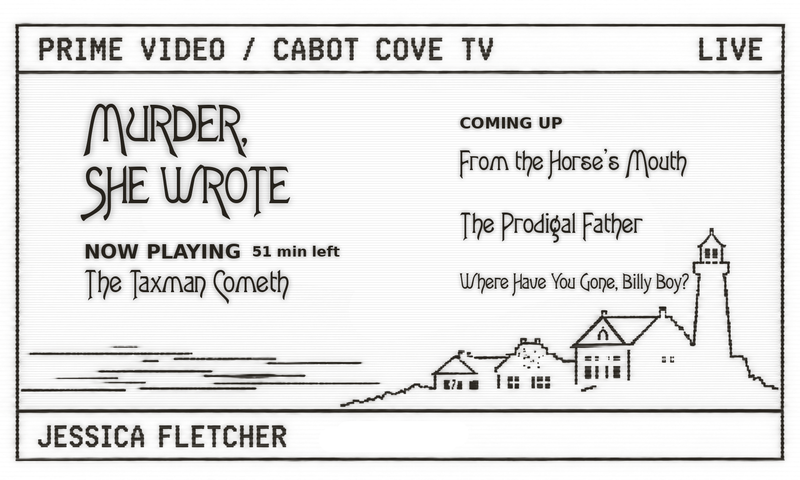 PRIME VIDEO / CABOT COVE TV
LIVE
MURDER,
SHE WROTE
NOW PLAYING 51 min left
The Taxman Cometh
COMING UP
From the Horse's Mouth
The Prodigal Father
Where Have You Gone, Billy Boy?
JESSICA FLETCHER